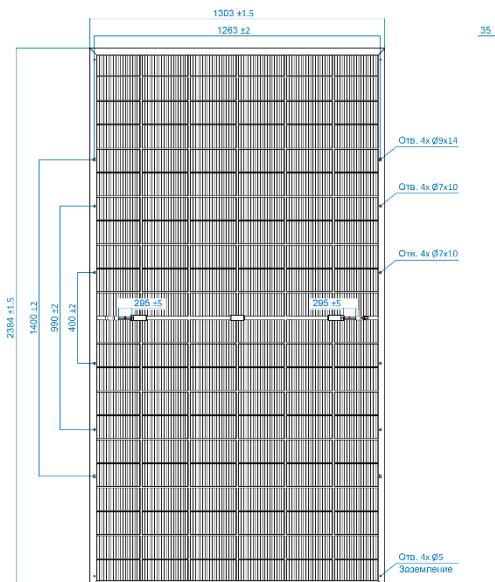 1303 ±1.5
1263 ±2
35
Отв. 4x Ø9x14
Отв. 4x Ø7x10
Отв. 4x Ø7x10
295 ±5
295 ±5
2384 ±1.5
1400 ±2
990 ±2
400 ±2
Отв. 4x Ø5
Заземление